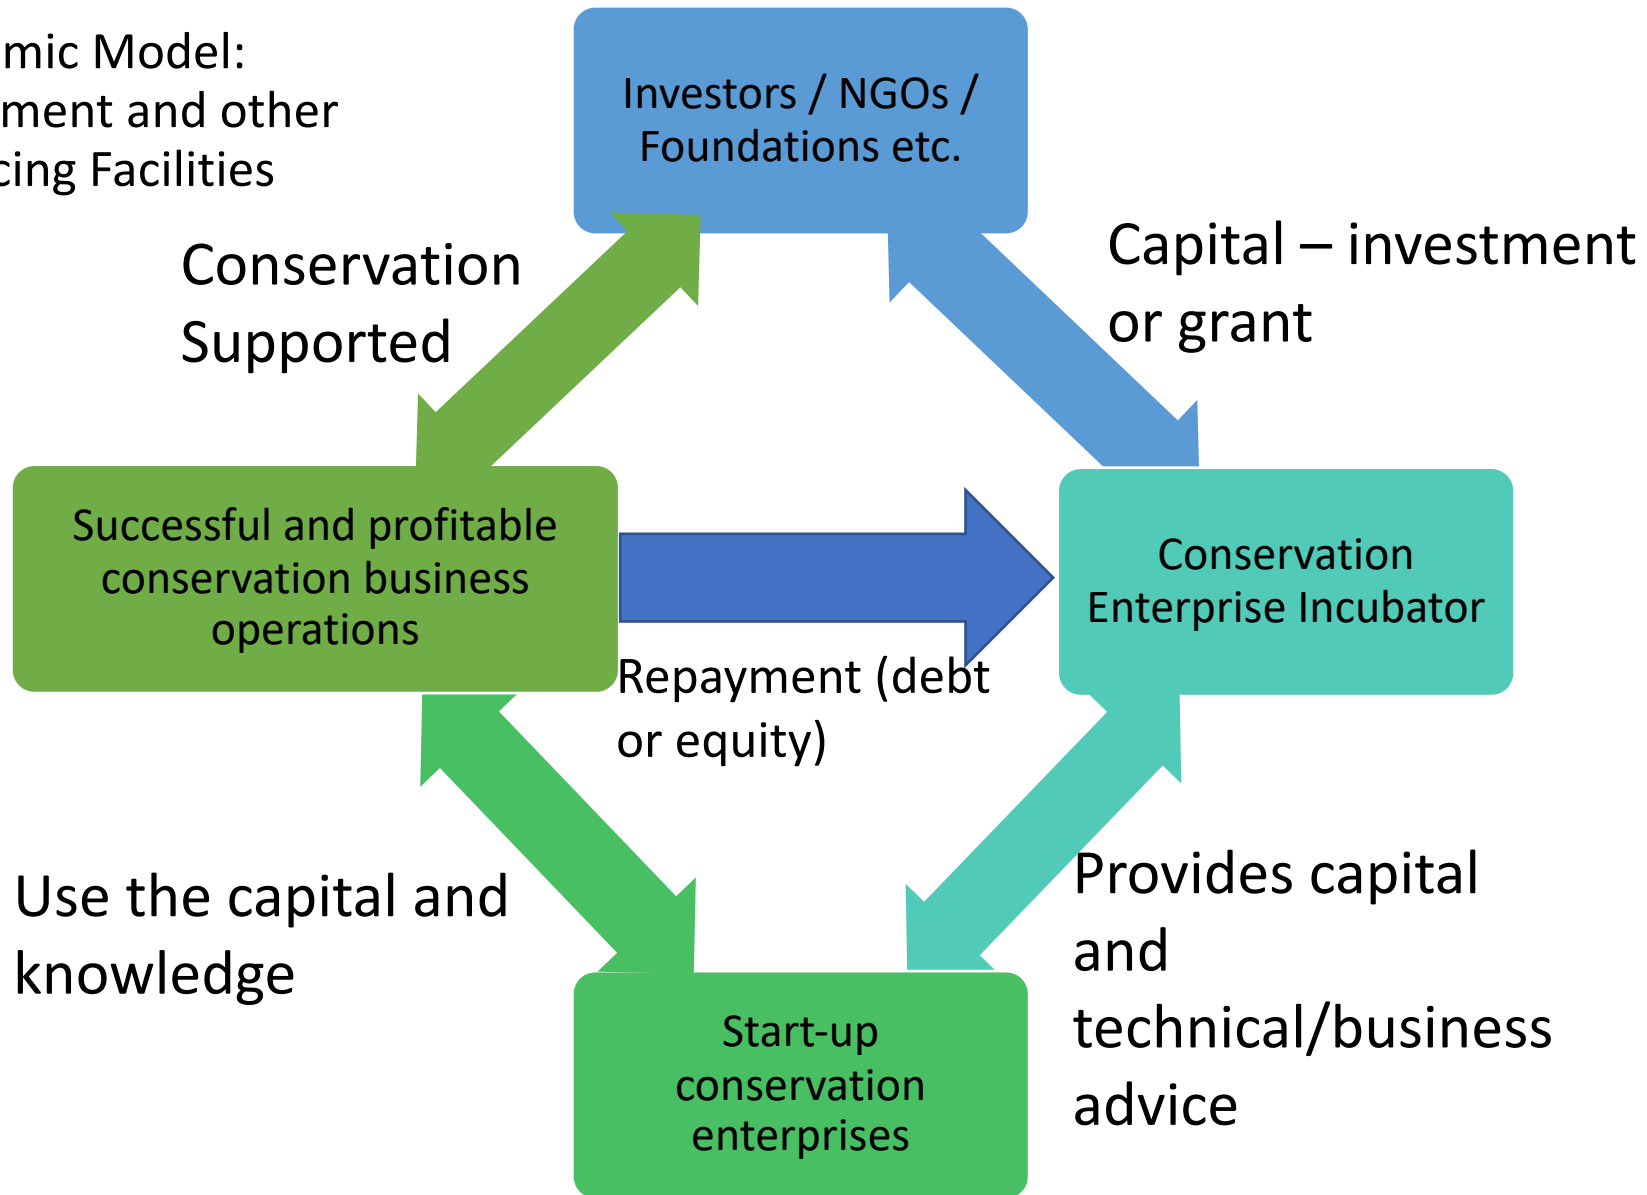 mic Model:
ment and other
cing Facilities
Investors / NGOs /
Foundations etc.
Conservation
Supported
Capital – investment
or grant
Successful and profitable
conservation business
operations
Conservation
Enterprise Incubator
Repayment (debt
or equity)
Use the capital and
knowledge
Provides capital
and
technical/business
advice
Start-up
conservation
enterprises